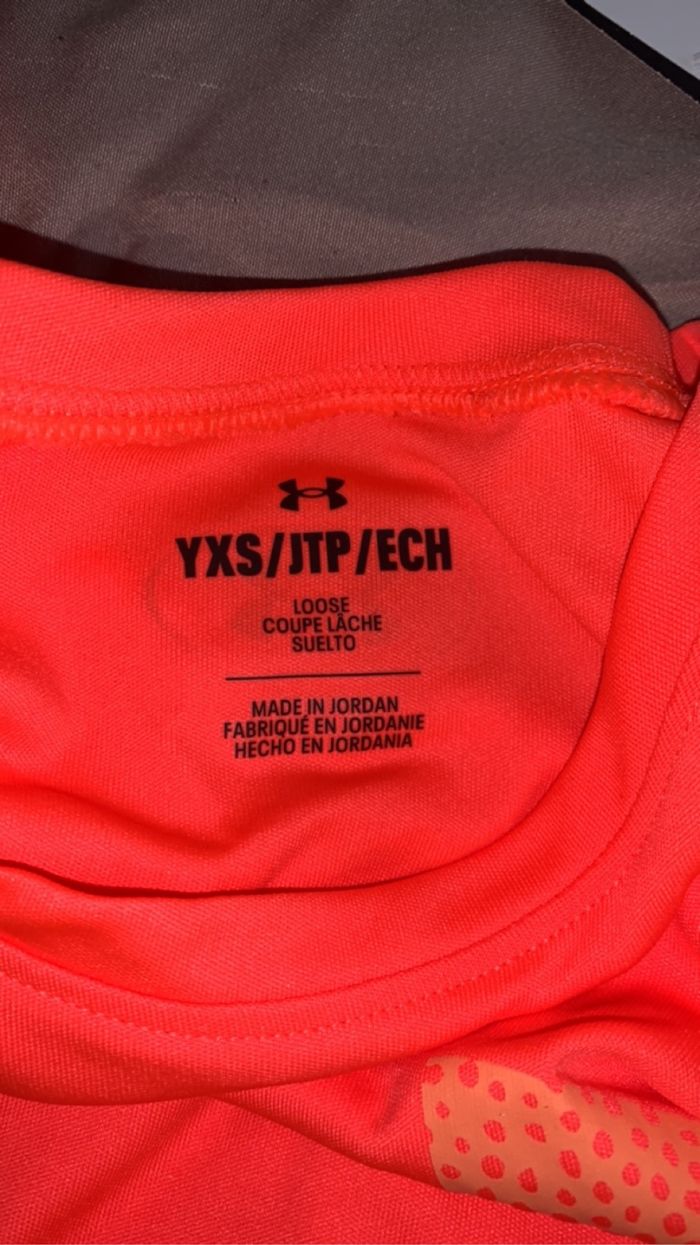 YXS/JTP/ECH
LOOSE
COUPE LÂCHE
SUELTO
MADE IN JORDAN
FABRIQUÉ EN JORDANIE
HECHO EN JORDANIA